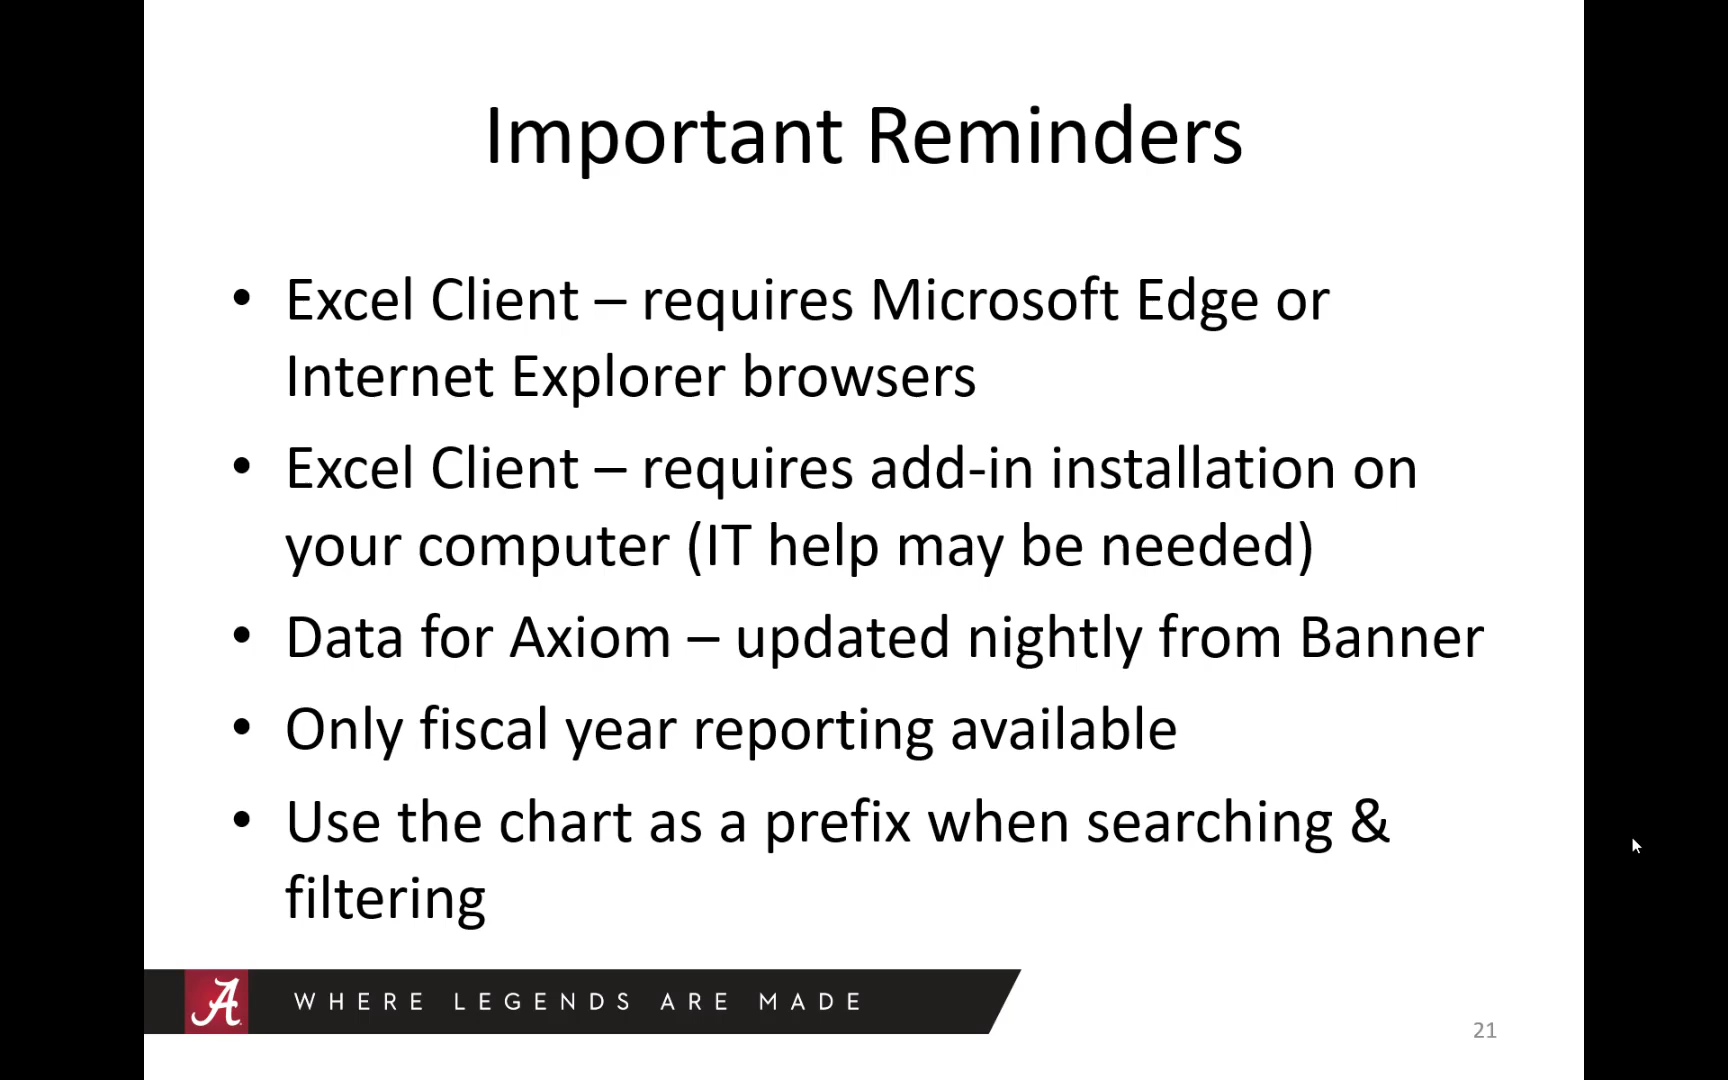 Important Reminders
• Excel Client – requires Microsoft Edge or
Internet Explorer browsers
• Excel Client – requires add-in installation on
your computer (IT help may be needed)
• Data for Axiom – updated nightly from Banner
• Only fiscal year reporting available
• Use the chart as a prefix when searching &
filtering
A WHERE LEGENDS ARE MADE
21